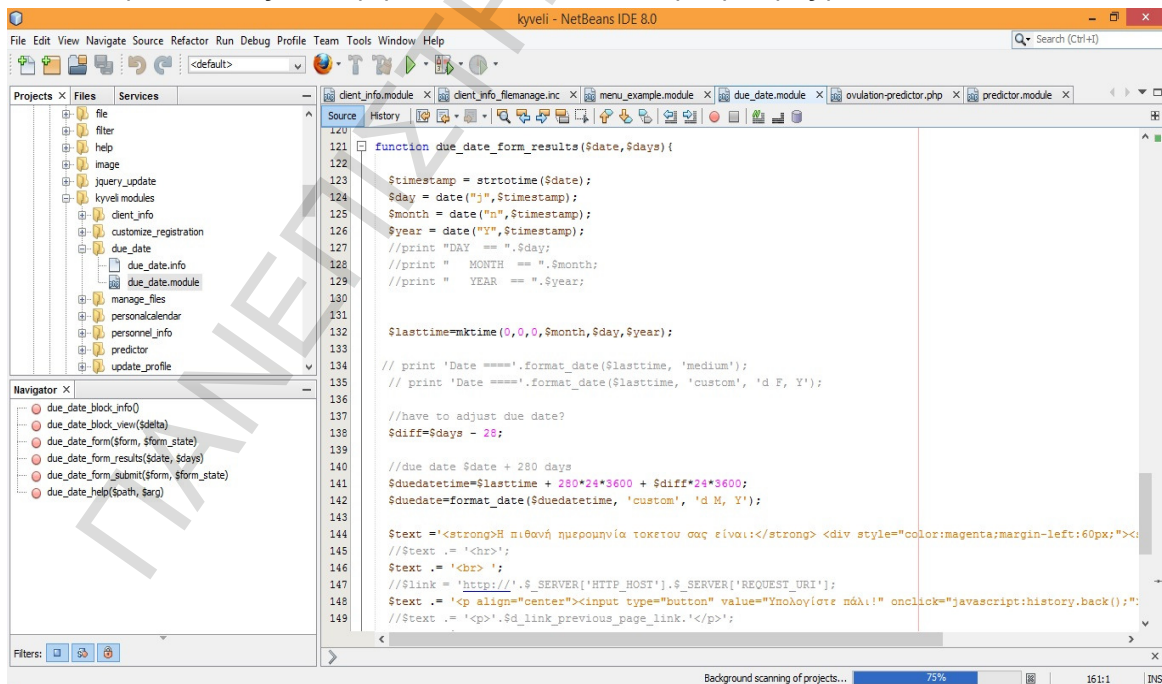 kyveli - NetBeans IDE 8.0
File Edit View Navigate Source Refactor Run Debug Profile Team Tools Window Help
Search (Ctrl+I)
<default>
Projects Files Services
file
filter
help
image
jquery_update
kyveli modules
client_info
customize_registration
due_date
due_date.info
due_date.module
manage_files
personalcalendar
personnel_info
predictor
update_profile
Navigator
due_date_block_info()
due_date_block_view($delta)
due_date_form($form, $form_state)
due_date_form_results($date, $days)
due_date_form_submit($form, $form_state)
due_date_help($path, $arg)
Filters:
client_info.module client_info_filemanage.inc menu_example.module due_date.module ovulation-predictor.php predictor.module
Source History
120
121 function due_date_form_results($date,$days){
122
123 $timestamp = strtotime($date);
124 $day = date("j",$timestamp);
125 $month = date("n",$timestamp);
126 $year = date("Y",$timestamp);
127 //print "DAY == ".$day;
128 //print " MONTH == ".$month;
129 //print " YEAR == ".$year;
130
131
132 $lasttime=mktime(0,0,0,$month,$day,$year);
133
134 // print 'Date ===='.format_date($lasttime, 'medium');
135 // print 'Date ===='.format_date($lasttime, 'custom', 'd F, Y');
136
137 //have to adjust due date?
138 $diff=$days - 28;
139
140 //due date $date + 280 days
141 $duedatetime=$lasttime + 280*24*3600 + $diff*24*3600;
142 $duedate=format_date($duedatetime, 'custom', 'd M, Y');
143
144 $text ='<strong>Η πιθανή ημερομηνία τοκετου σας είναι:</strong> <div style="color:magenta;margin-left:60px;"><
145 //$text .= '<hr>';
146 $text .= '<br> ';
147 //$link = 'http://'.$_SERVER['HTTP_HOST'].$_SERVER['REQUEST_URI'];
148 $text .= '<p align="center"><input type="button" value="Υπολογίστε πάλι!" onclick="javascript:history.back();"
149 //$text .= '<p>'.$d_link_previous_page_link.'</p>';
Background scanning of projects... 75% 161:1 INS